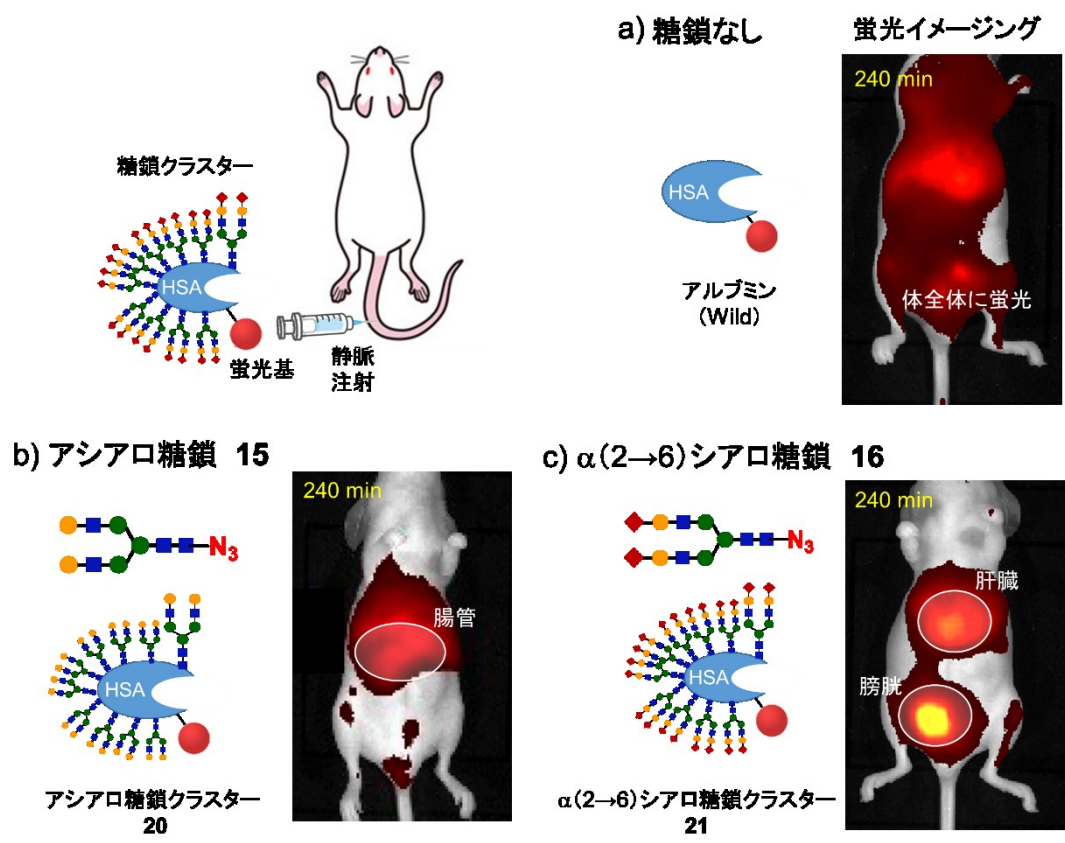 a) 糖鎖なし
蛍光イメージング
240 min
糖鎖クラスター
HSA
HSA
蛍光基
静脈
注射
アルブミン
(Wild)
体全体に蛍光
b) アシアロ糖鎖 15
240 min
N3
腸管
HSA
アシアロ糖鎖クラスター
20
c) α(2→6)シアロ糖鎖 16
240 min
N3
肝臓
HSA
膀胱
α(2→6)シアロ糖鎖クラスター
21